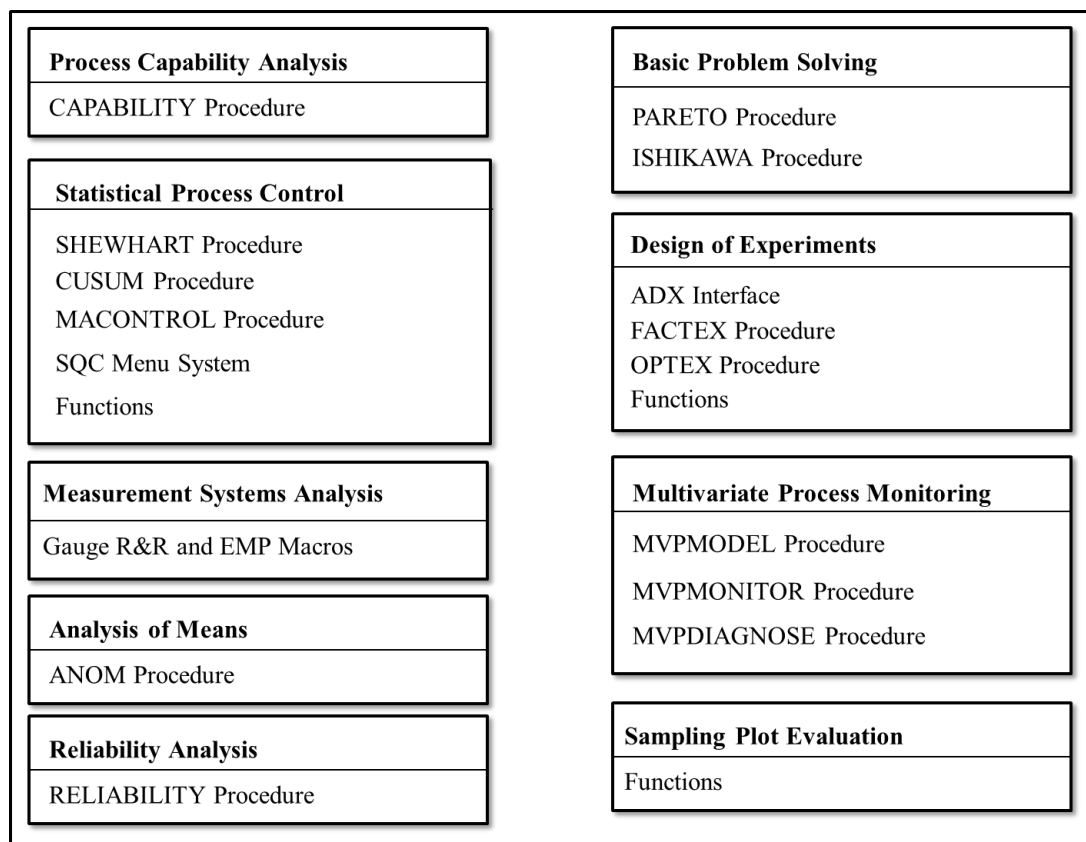 Process Capability Analysis
CAPABILITY Procedure
Statistical Process Control
SHEWHART Procedure
CUSUM Procedure
MACONTROL Procedure
SQC Menu System
Functions
Measurement Systems Analysis
Gauge R&R and EMP Macros
Analysis of Means
ANOM Procedure
Reliability Analysis
RELIABILITY Procedure
Basic Problem Solving
PARETO Procedure
ISHIKAWA Procedure
Design of Experiments
ADX Interface
FACTEX Procedure
OPTEX Procedure
Functions
Multivariate Process Monitoring
MVPMODEL Procedure
MVPMONITOR Procedure
MVPDIAGNOSE Procedure
Sampling Plot Evaluation
Functions